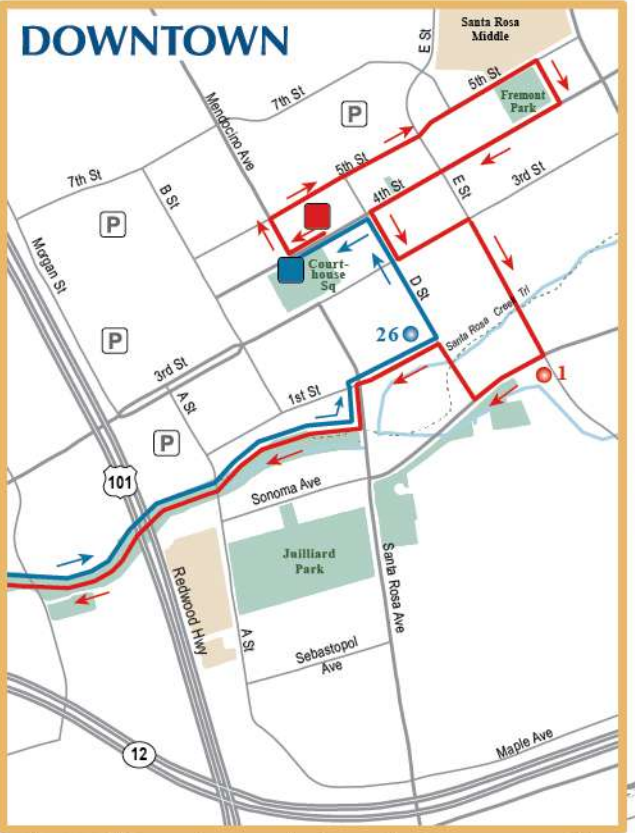 DOWNTOWN
Santa Rosa
Middle
E St
5th St
Fremont
Park
7th St
Mendocino Ave
P
5th St
7th St
B St
4th St
E St
3rd St
P
Morgan St
Court-
house
Sq
D St
Santa Rosa Creek Trl
26
P
3rd St
1
A St
1st St
P
101
Sonoma Ave
Juilliard
Park
Redwood Hwy
A St
Santa Rosa Ave
Sebastopol
Ave
12
Maple Ave